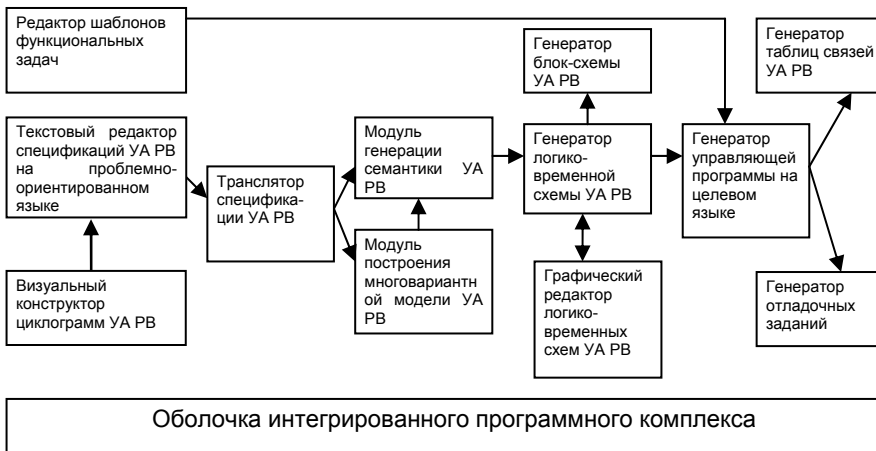 Редактор шаблонов
функциональных
задач
Генератор
блок-схемы
УА РВ
Генератор
таблиц связей
УА РВ
Текстовый редактор
спецификаций УА РВ
на проблемно-
ориентированном
языке
Транслятор
спецификa-
ции УА РВ
Модуль
генерации
семантики УА
РВ
Генератор
логико-
временной
схемы УА РВ
Генератор
управляющей
программы на
целевом
языке
Визуальный
конструктор
циклограмм УА РВ
Модуль
построения
многовариантн
ой модели УА
РВ
Графический
редактор
логико-
временных
схем УА РВ
Генератор
отладочных
заданий
Оболочка интегрированного программного комплекса